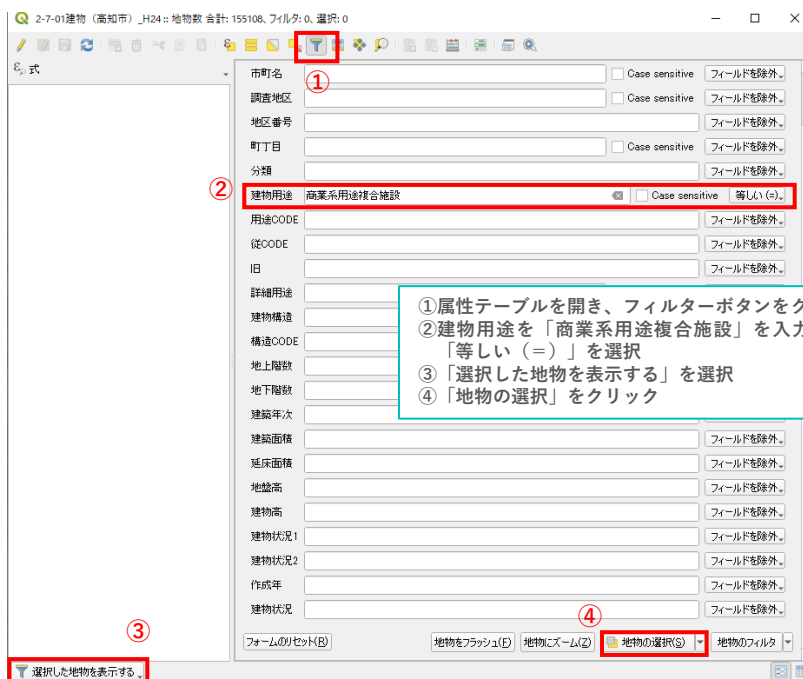 2-7-01建物（高知市）_H24 :: 地物数 合計: 155108、フィルタ: 0、選択: 0
式
①
市町名 Case sensitive フィールドを除外
調査地区 Case sensitive フィールドを除外
地区番号 フィールドを除外
町丁目 Case sensitive フィールドを除外
分類 フィールドを除外
②
建物用途 商業系用途複合施設 Case sensitive 等しい (=)
用途CODE フィールドを除外
従CODE フィールドを除外
旧 フィールドを除外
詳細用途
建物構造
構造CODE
地上階数
地下階数
建築年次
①属性テーブルを開き、フィルターボタンをク
②建物用途を「商業系用途複合施設」を入力
「等しい（＝）」を選択
③「選択した地物を表示する」を選択
④「地物の選択」をクリック
建築面積 フィールドを除外
延床面積 フィールドを除外
地盤高 フィールドを除外
建物高 フィールドを除外
建物状況1 フィールドを除外
建物状況2 フィールドを除外
作成年 フィールドを除外
建物状況 フィールドを除外
③
④
フォームのリセット(R) 地物をフラッシュ(F) 地物にズーム(Z) 地物の選択(S) 地物のフィルタ
選択した地物を表示する